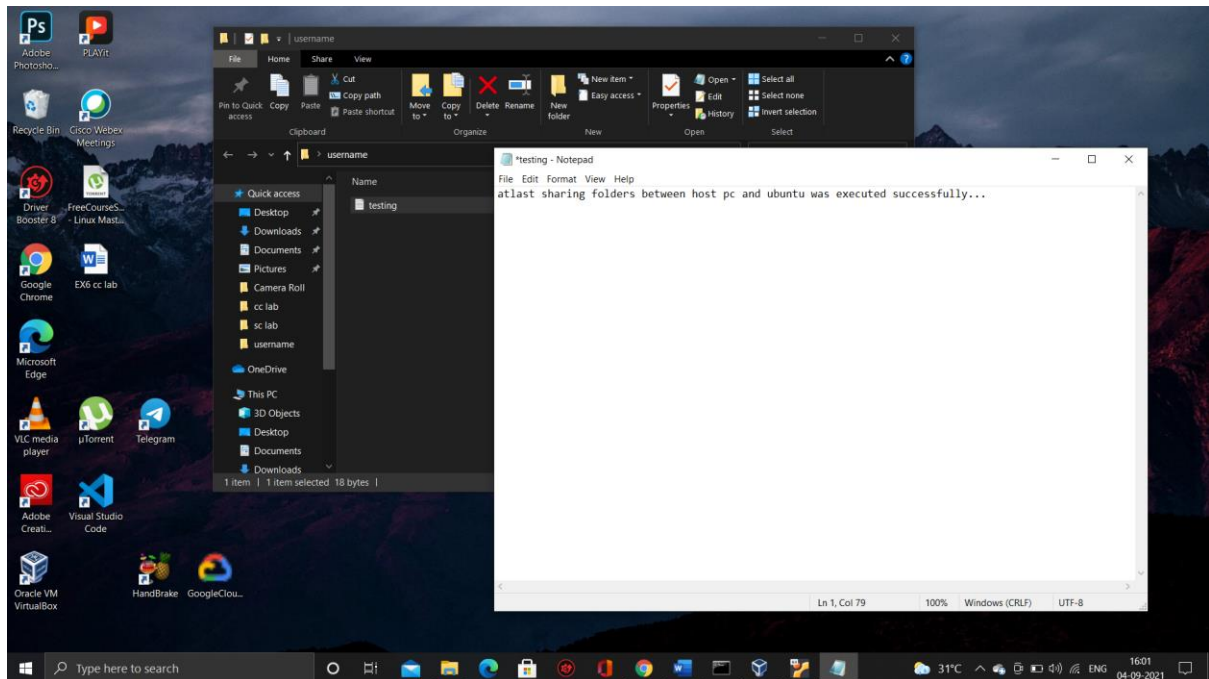 Ps
Adobe
Photosho...
PLAYit
Recycle Bin
Cisco Webex
Meetings
Driver
Booster 8
TORRENT
FreeCourseS...
- Linux Mast...
Google
Chrome
EX6 cc lab
Microsoft
Edge
VLC media
player
µTorrent
Telegram
Adobe
Creati...
Visual Studio
Code
Oracle VM
VirtualBox
HandBrake
GoogleClou...
username
File Home Share View
Pin to Quick
access
Copy
Paste
Cut
Copy path
Paste shortcut
Move
to
Copy
to
Delete
Rename
New
folder
New item
Easy access
Properties
Open
Edit
History
Select all
Select none
Invert selection
Clipboard
Organize
New
Open
Select
username
Name
testing
Quick access
Desktop
Downloads
Documents
Pictures
Camera Roll
cc lab
sc lab
username
OneDrive
This PC
3D Objects
Desktop
Documents
Downloads
1 item | 1 item selected 18 bytes |
*testing - Notepad
File Edit Format View Help
atlast sharing folders between host pc and ubuntu was executed successfully...
Ln 1, Col 79 100% Windows (CRLF) UTF-8
Type here to search
31°C
ENG
16:01
04-09-2021